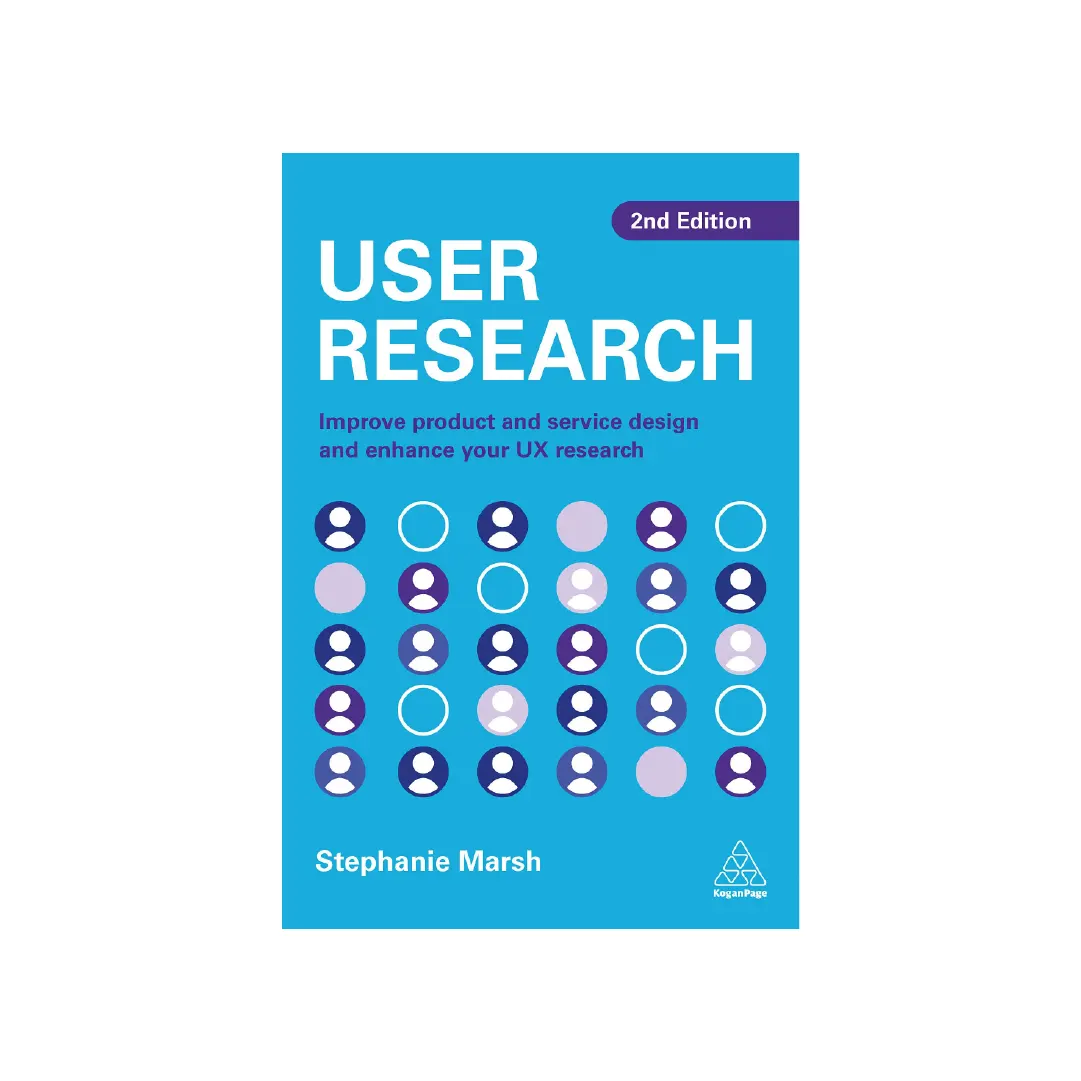 2nd Edition
USER
RESEARCH
Improve product and service design
and enhance your UX research
Stephanie Marsh
KoganPage